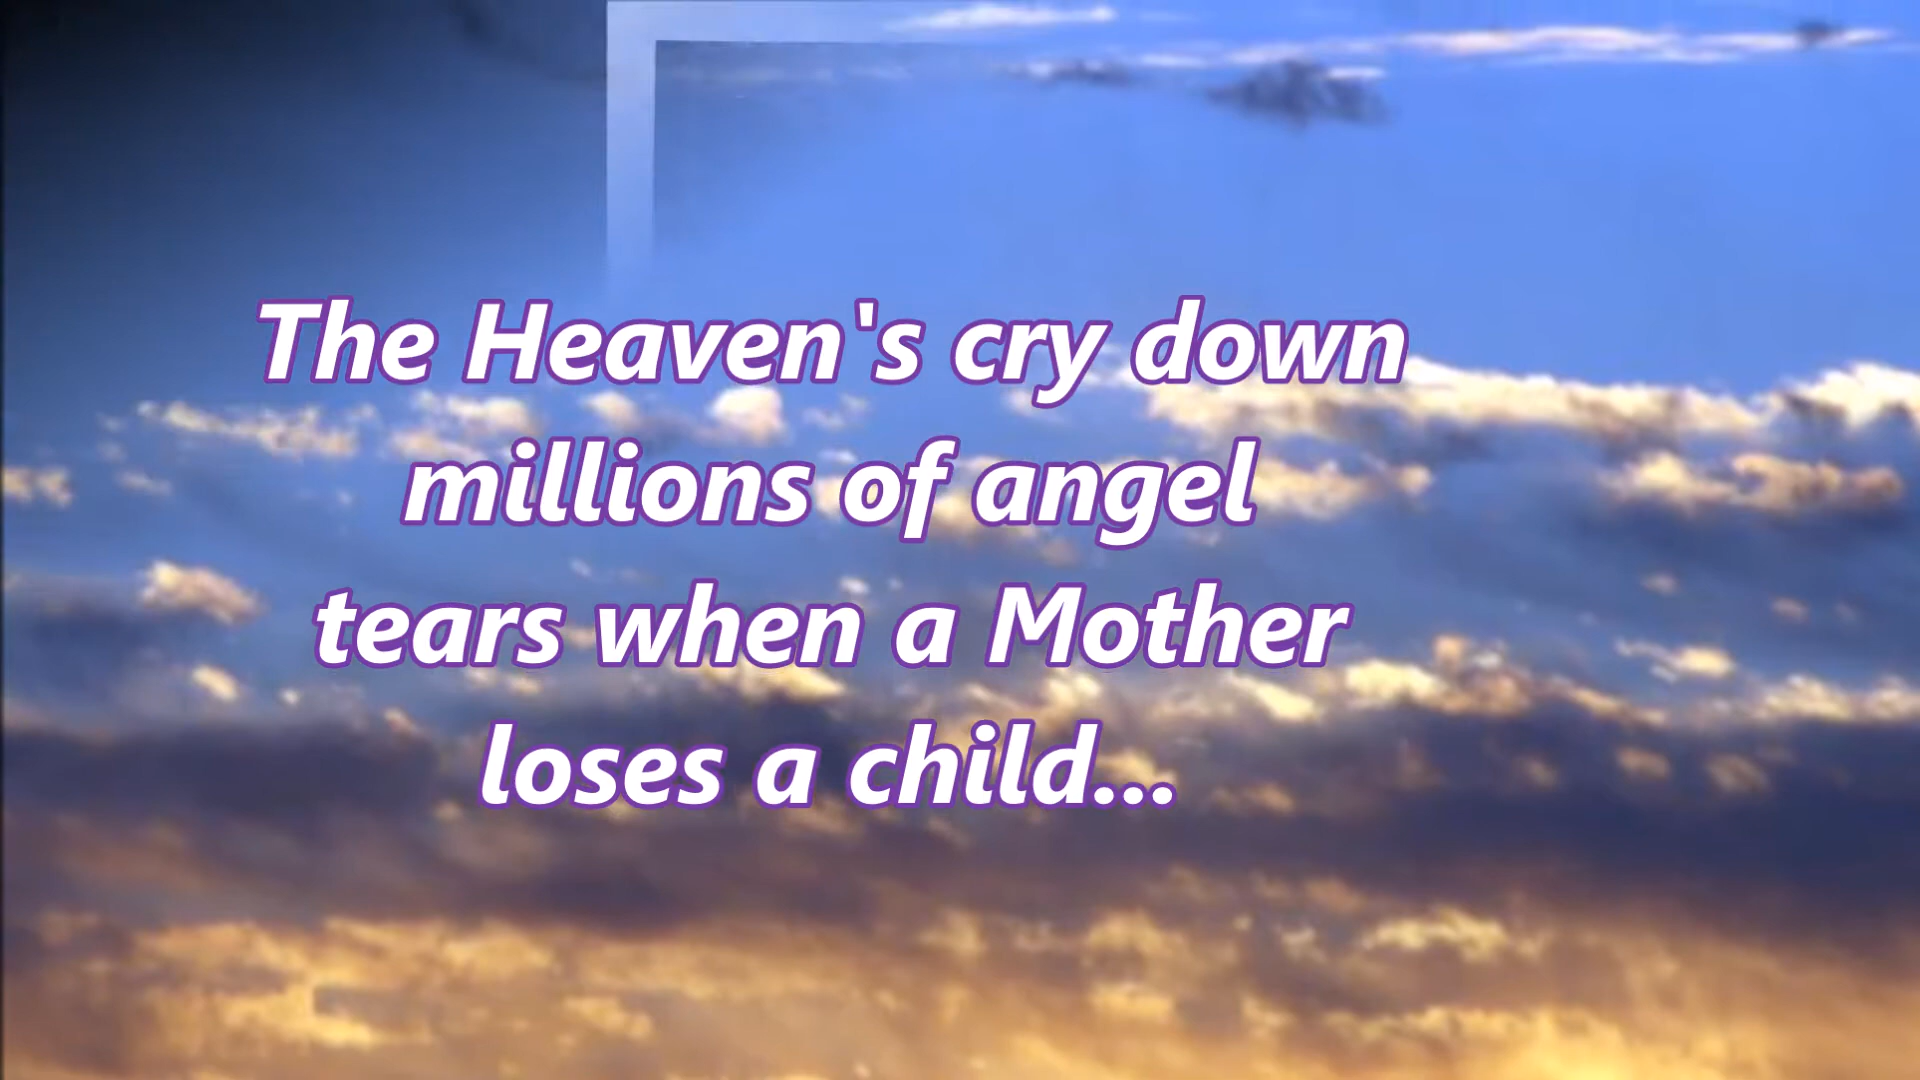 The Heaven's cry down
millions of angel
tears when a Mother
loses a child...